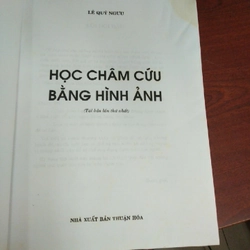 LÊ QUÝ NGƯU
HỌC CHÂM CỨU
BẰNG HÌNH ẢNH
(Tái bản lần thứ nhất)
NHÀ XUẤT BẢN THUẬN HÓA